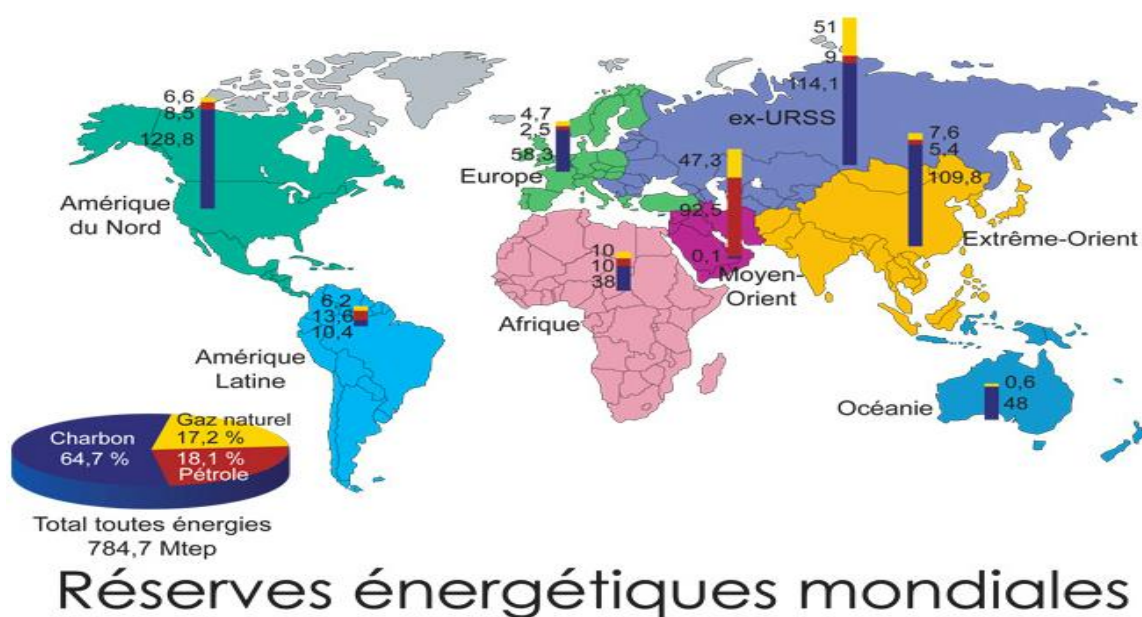 6,6
8,5
128,8
Amérique
du Nord
4,7
2,5
58,3
Europe
51
9
114,1
ex-URSS
47,3
92,5
0,1
Moyen-
Orient
7,6
5,4
109,8
Extrême-Orient
10
10
38
Afrique
6,2
13,6
10,4
Amérique
Latine
0,6
48
Océanie
Gaz naturel
17,2 %
Charbon
64,7 %
18,1 %
Pétrole
Total toutes énergies
784,7 Mtep
Réserves énergétiques mondiales